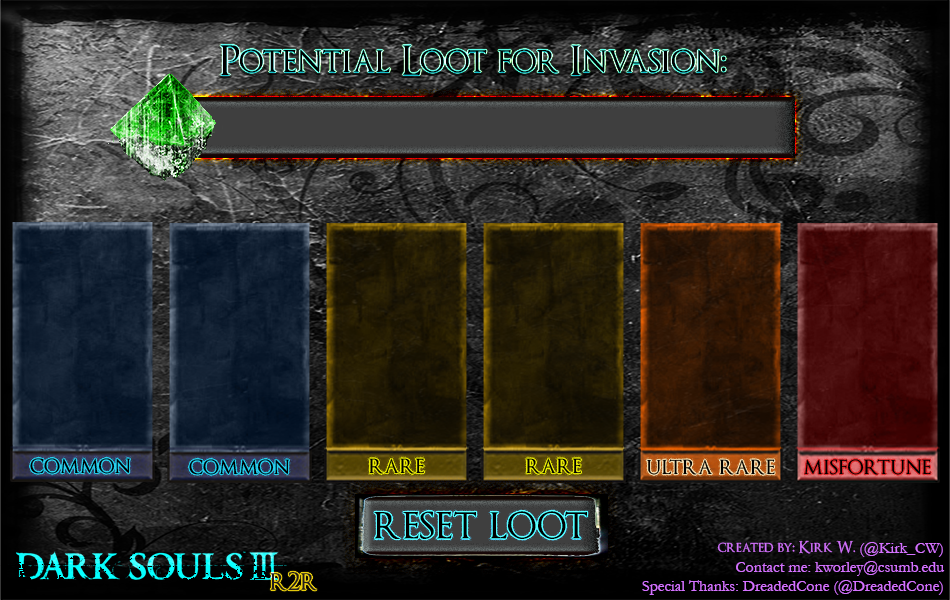 Potential Loot for Invasion:
COMMON
COMMON
RARE
RARE
ULTRA RARE
MISFORTUNE
RESET LOOT
CREATED BY: KIRK W. (@Kirk_CW)
Contact me: kworley@csumb.edu
Special Thanks: DreadedCone (@DreadedCone)
DARK SOULS III
R2R